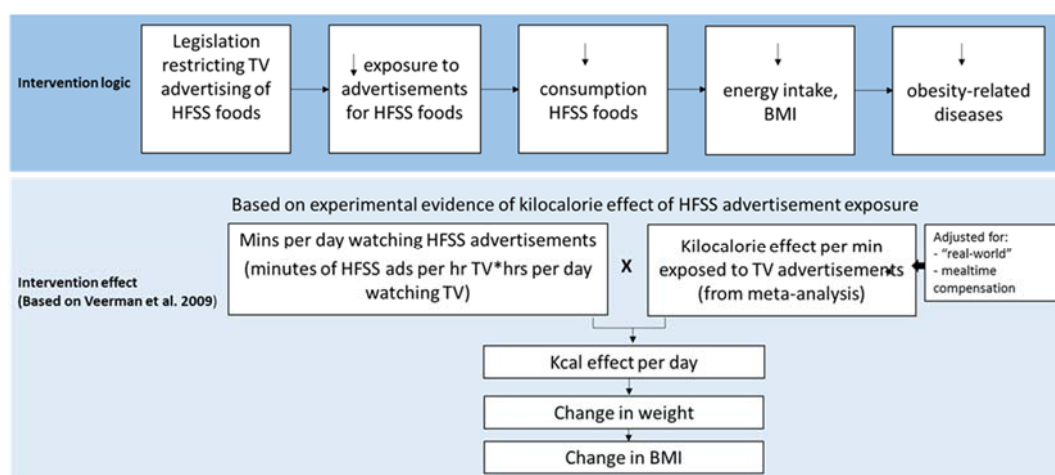 Intervention logic
Legislation
restricting TV
advertising of
HFSS foods
↓ exposure to
advertisements
for HFSS foods
↓
consumption
HFSS foods
↓
energy intake,
BMI
↓
obesity-related
diseases
Based on experimental evidence of kilocalorie effect of HFSS advertisement exposure
Intervention effect
(Based on Veerman et al. 2009)
Mins per day watching HFSS advertisements
(minutes of HFSS ads per hr TV*hrs per day
watching TV)
X
Kilocalorie effect per min
exposed to TV advertisements
(from meta-analysis)
Adjusted for:
- "real-world"
- mealtime
compensation
Kcal effect per day
Change in weight
Change in BMI